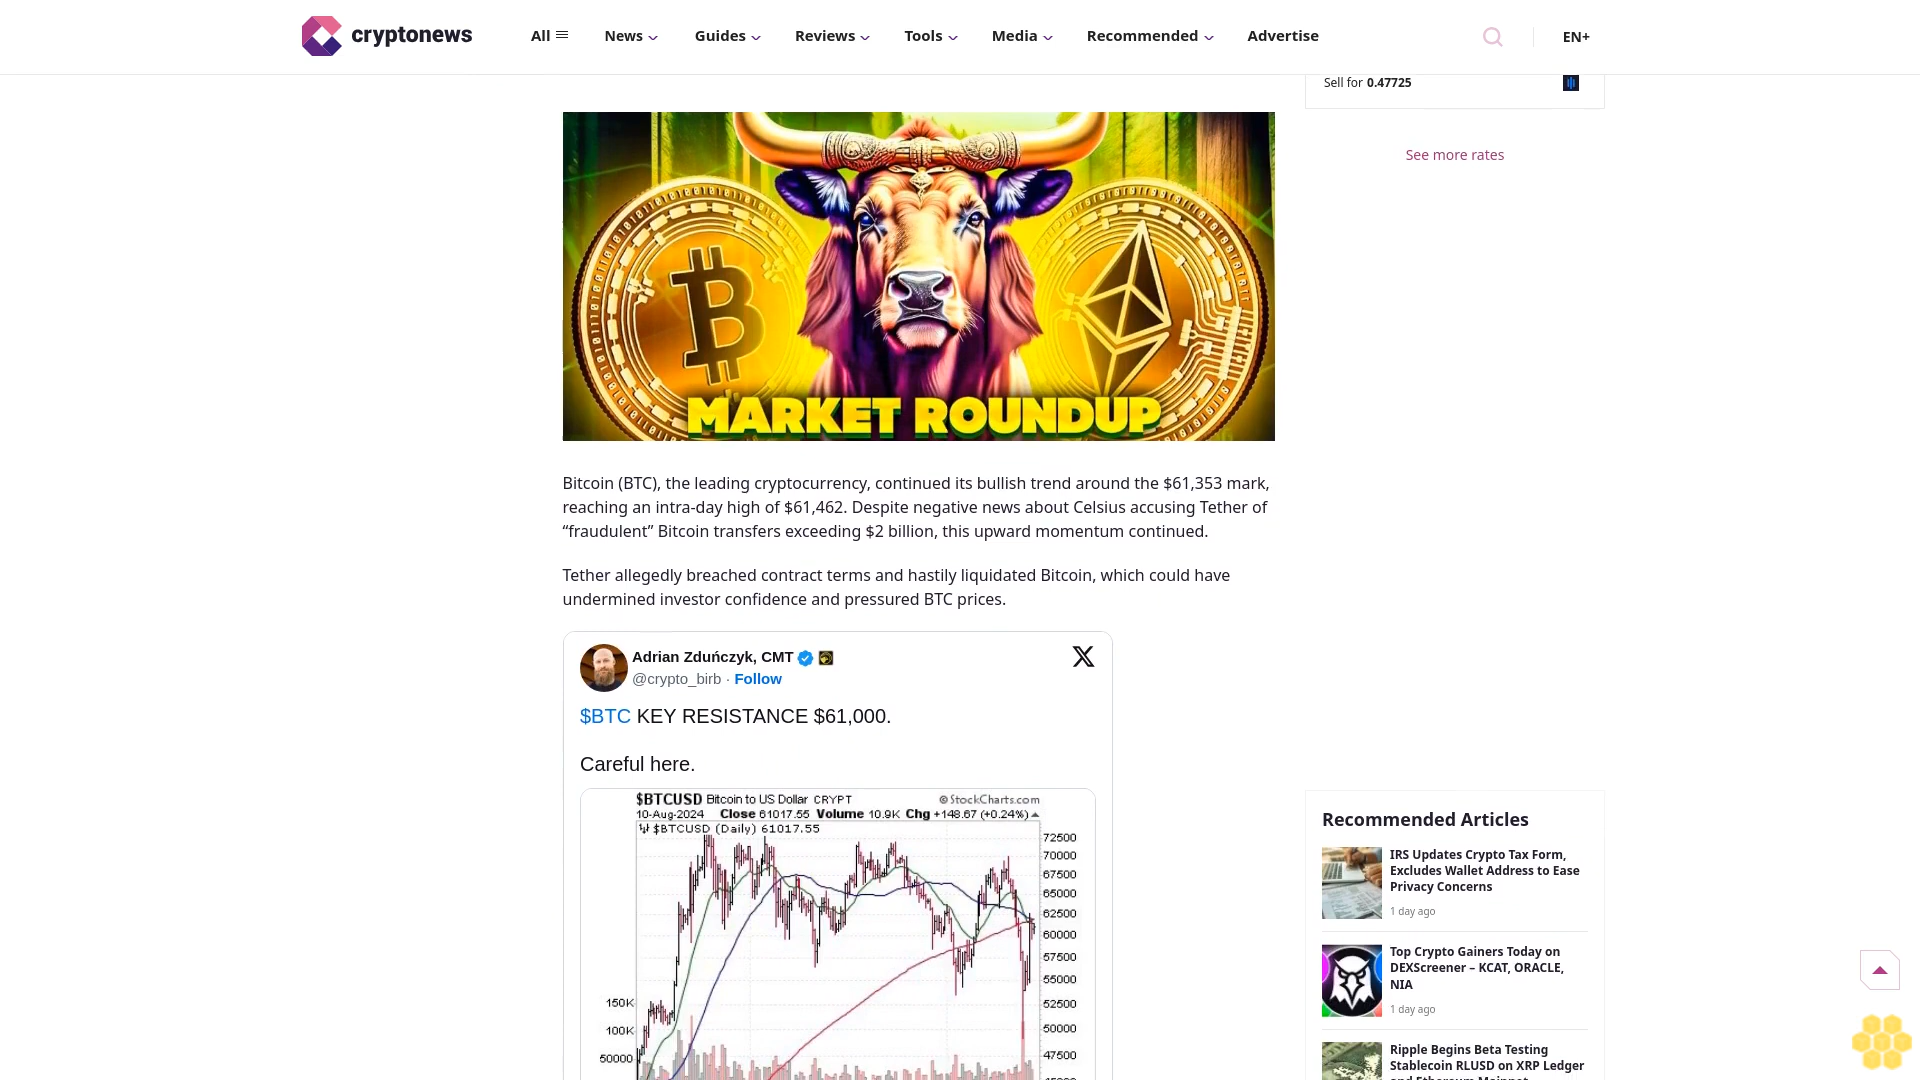 cryptonews
All
News
Guides
Reviews
Tools
Media
Recommended
Advertise
EN+
Sell for 0.47725
See more rates
MARKET ROUNDUP
Bitcoin (BTC), the leading cryptocurrency, continued its bullish trend around the $61,353 mark,
reaching an intra-day high of $61,462. Despite negative news about Celsius accusing Tether of
“fraudulent” Bitcoin transfers exceeding $2 billion, this upward momentum continued.
Tether allegedly breached contract terms and hastily liquidated Bitcoin, which could have
undermined investor confidence and pressured BTC prices.
Adrian Zduńczyk, CMT
@crypto_birb · Follow
$BTC KEY RESISTANCE $61,000.
Careful here.
$BTCUSD Bitcoin to US Dollar CRYPT © StockCharts.com
10-Aug-2024 Close 61017.55 Volume 10.9K Chg +148.67 (+0.24%)
$BTCUSD (Daily) 61017.55
72500
70000
67500
65000
62500
60000
57500
55000
52500
50000
47500
150K
100K
50000
Recommended Articles
IRS Updates Crypto Tax Form,
Excludes Wallet Address to Ease
Privacy Concerns
1 day ago
Top Crypto Gainers Today on
DEXScreener – KCAT, ORACLE,
NIA
1 day ago
Ripple Begins Beta Testing
Stablecoin RLUSD on XRP Ledger
and Ethereum Mainnet